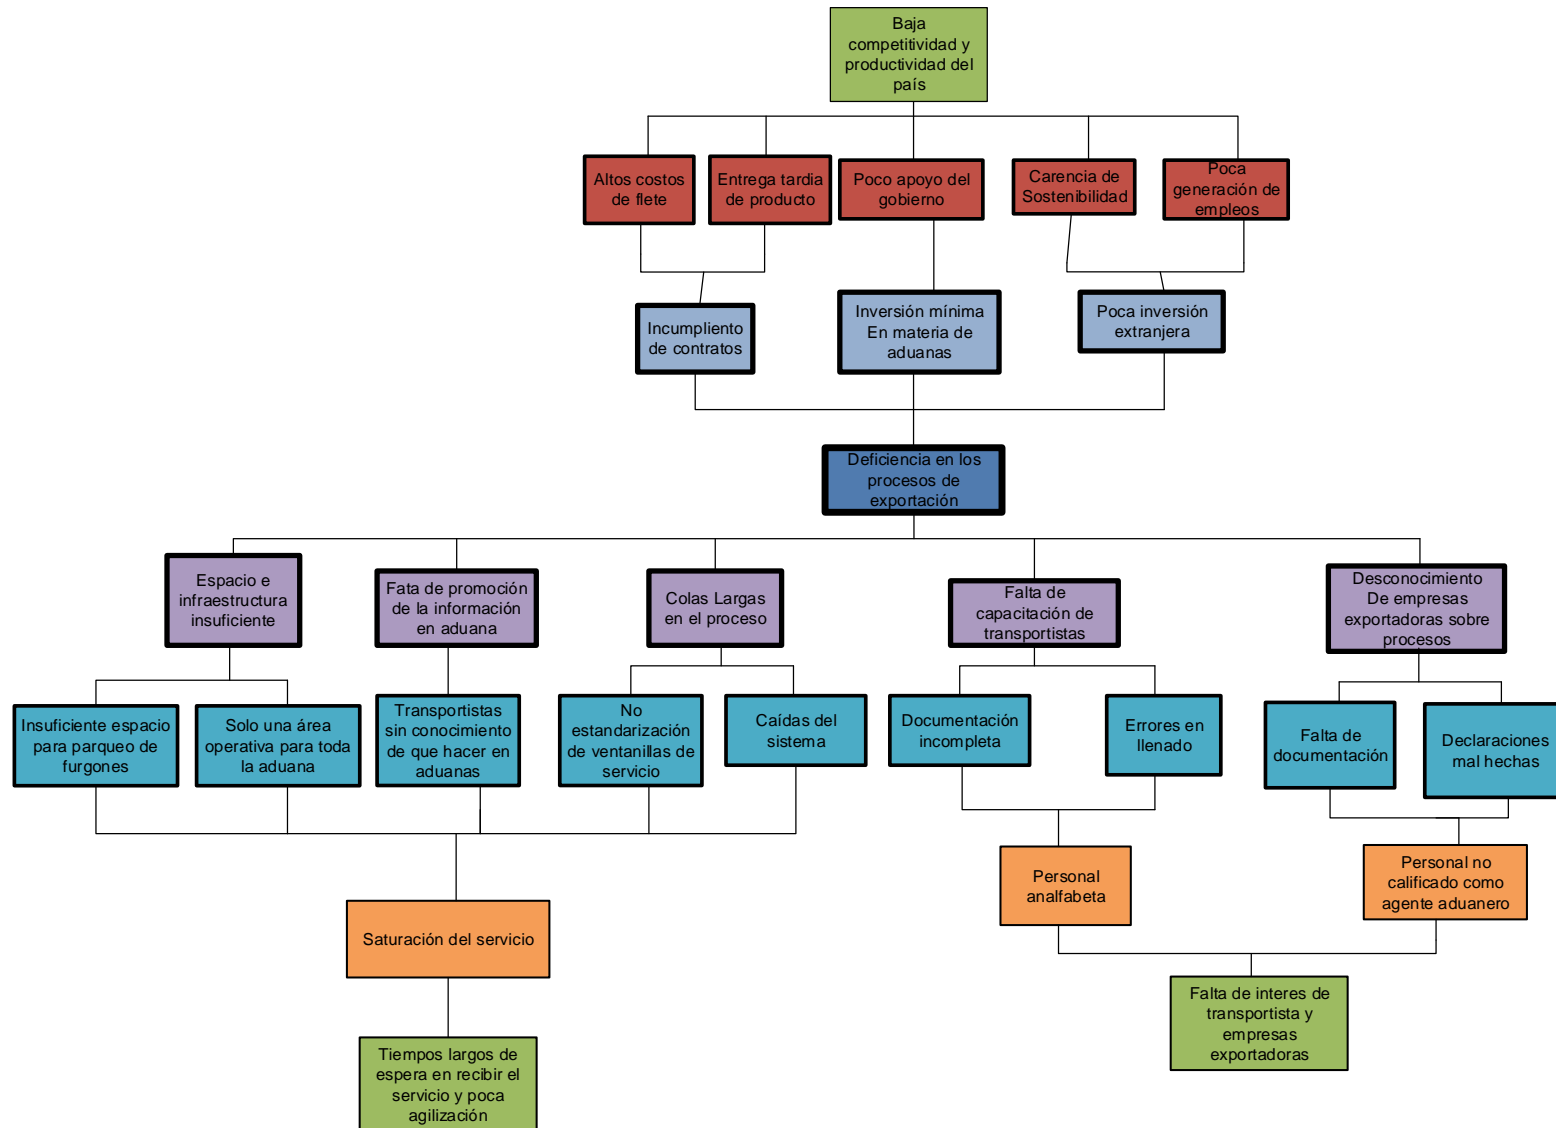 Baja
competitividad y
productividad del
país
Altos costos
de flete
Entrega tardia
de producto
Poco apoyo del
gobierno
Carencia de
Sostenibilidad
Poca
generación de
empleos
Incumpliento
de contratos
Inversión mínima
En materia de
aduanas
Poca inversión
extranjera
Deficiencia en los
procesos de
exportación
Espacio e
infraestructura
insuficiente
Fata de promoción
de la información
en aduana
Colas Largas
en el proceso
Falta de
capacitación de
transportistas
Desconocimiento
De empresas
exportadoras sobre
procesos
Insuficiente espacio
para parqueo de
furgones
Solo una área
operativa para toda
la aduana
Transportistas
sin conocimiento
de que hacer en
aduanas
No
estandarización
de ventanillas de
servicio
Caídas del
sistema
Documentación
incompleta
Errores en
llenado
Falta de
documentación
Declaraciones
mal hechas
Saturación del servicio
Personal
analfabeta
Personal no
calificado como
agente aduanero
Tiempos largos de
espera en recibir el
servicio y poca
agilización
Falta de interes de
transportista y
empresas
exportadoras